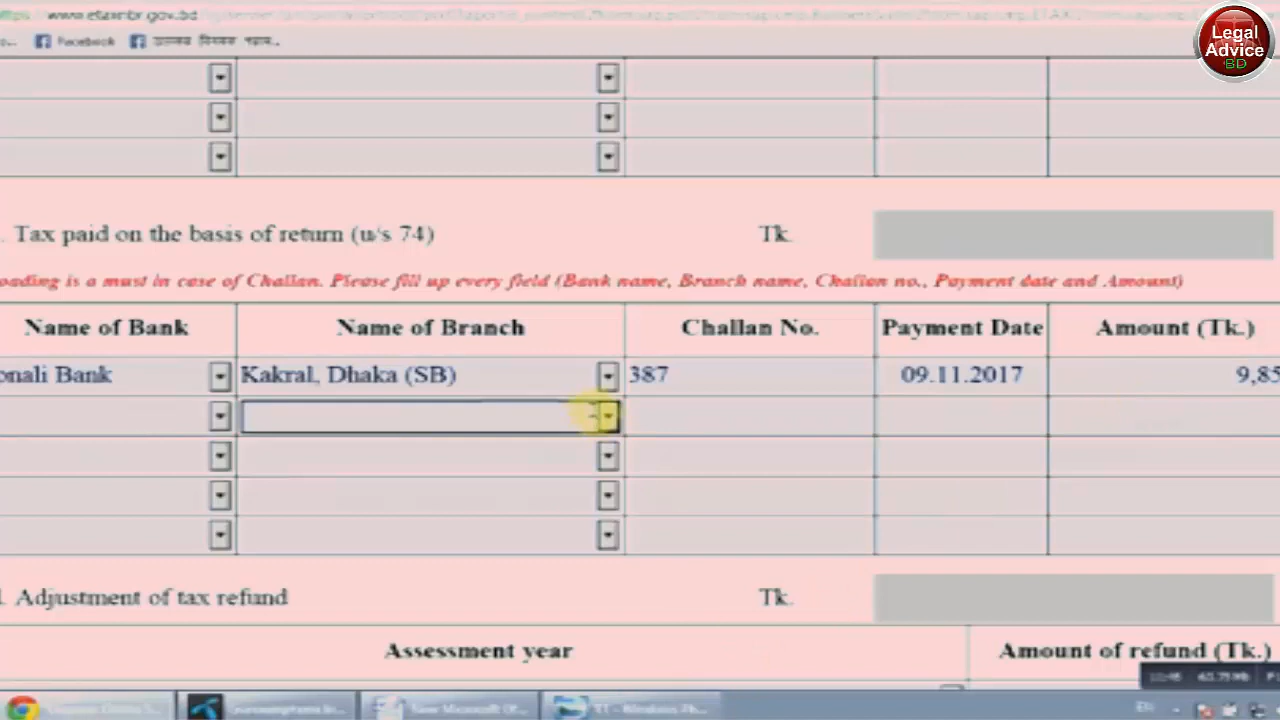 www.etaxnbr.gov.bd
Legal
Advice
BD
Facebook
Tax paid on the basis of return (u/s 74)
Tk.
oading is a must in case of Challan. Please fill up every field (Bank name, Branch name, Challan no., Payment date and Amount)
Name of Bank
Name of Branch
Challan No.
Payment Date
Amount (Tk.)
onali Bank
Kakral, Dhaka (SB)
387
09.11.2017
9,85
. Adjustment of tax refund
Tk.
Assessment year
Amount of refund (Tk.)
EN